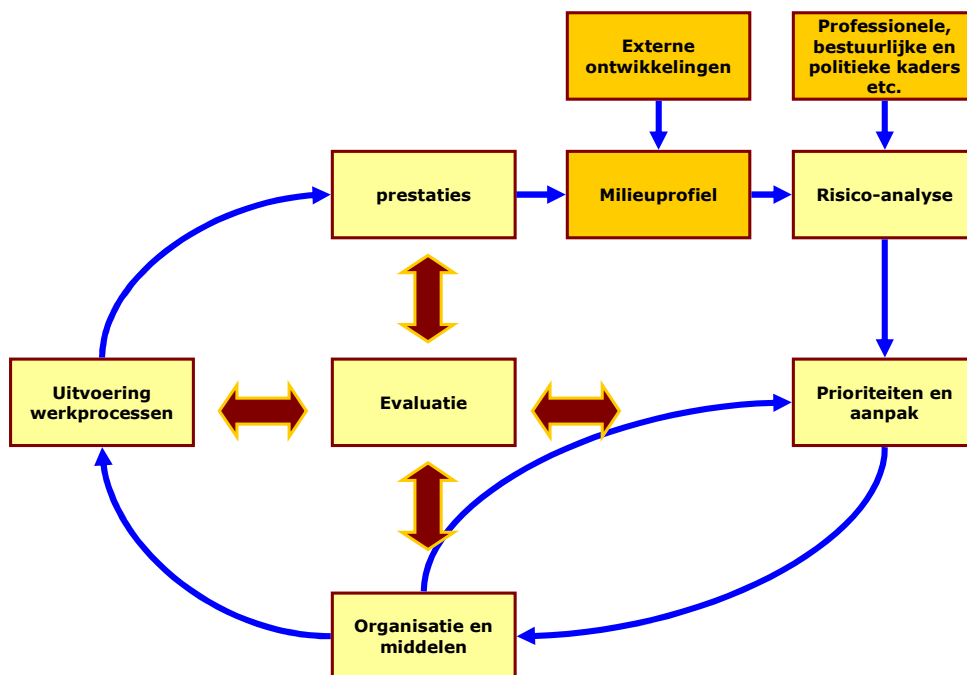 Externe
ontwikkelingen
Professionele,
bestuurlijke en
politieke kaders
etc.
prestaties
Milieuprofiel
Risico-analyse
Uitvoering
werkprocessen
Evaluatie
Prioriteiten en
aanpak
Organisatie en
middelen